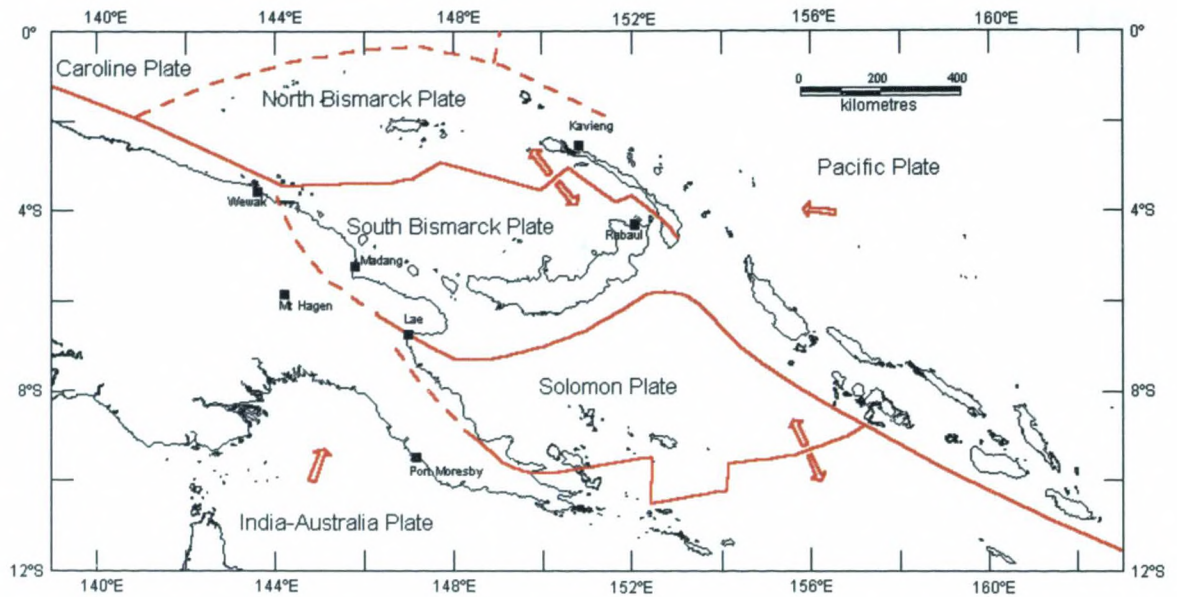 140°E 144°E 148°E 152°E 156°E 160°E
0° 0°
Caroline Plate
North Bismarck Plate
0 200 400
kilometres
Kavieng
Pacific Plate
Wewak
4°S 4°S
South Bismarck Plate
Rabaul
Madang
Mt Hagen
Lae
Solomon Plate
8°S 8°S
Port Moresby
India-Australia Plate
12°S 12°S
140°E 144°E 148°E 152°E 156°E 160°E